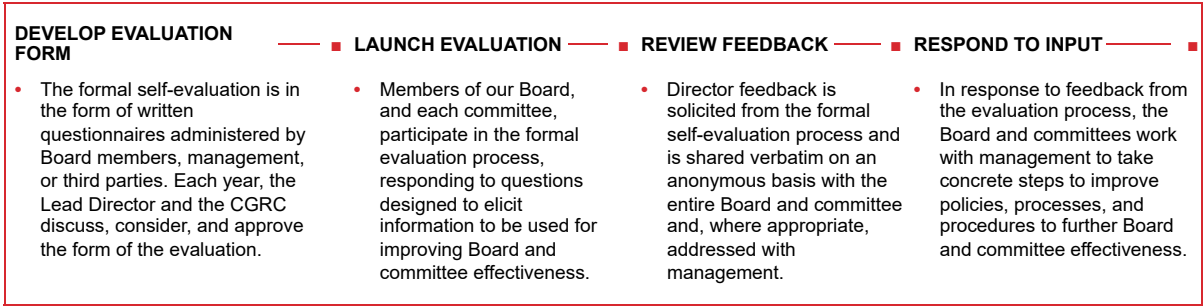 DEVELOP EVALUATION
FORM
• The formal self-evaluation is in
the form of written
questionnaires administered by
Board members, management,
or third parties. Each year, the
Lead Director and the CGRC
discuss, consider, and approve
the form of the evaluation.
LAUNCH EVALUATION
• Members of our Board,
and each committee,
participate in the formal
evaluation process,
responding to questions
designed to elicit
information to be used for
improving Board and
committee effectiveness.
REVIEW FEEDBACK
• Director feedback is
solicited from the formal
self-evaluation process and
is shared verbatim on an
anonymous basis with the
entire Board and committee
and, where appropriate,
addressed with
management.
RESPOND TO INPUT
• In response to feedback from
the evaluation process, the
Board and committees work
with management to take
concrete steps to improve
policies, processes, and
procedures to further Board
and committee effectiveness.